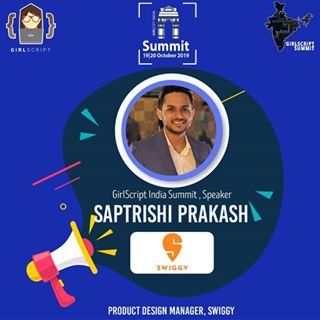 GIRLSCRIPT
Summit
19|20 October 2019
GIRLSCRIPT
SUMMIT
GirlScript India Summit , Speaker
SAPTRISHI PRAKASH
SWIGGY
PRODUCT DESIGN MANAGER, SWIGGY